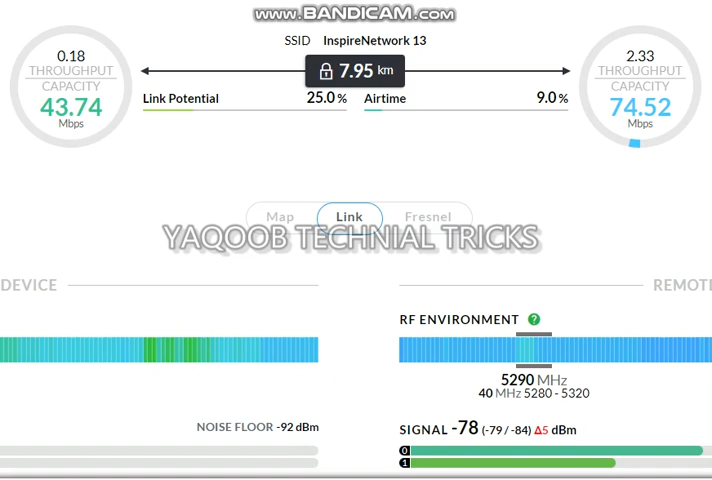 www.BANDICAM.com
SSID InspireNetwork 13
0.18
THROUGHPUT
CAPACITY
43.74
Mbps
7.95 km
2.33
THROUGHPUT
CAPACITY
74.52
Mbps
Link Potential 25.0 % Airtime 9.0 %
Map Link Fresnel
YAQOOB TECHNIAL TRICKS
DEVICE
REMOT
RF ENVIRONMENT ?
5290 MHz
40 MHz 5280 - 5320
NOISE FLOOR -92 dBm
SIGNAL -78 (-79 / -84) Δ5 dBm
0
1